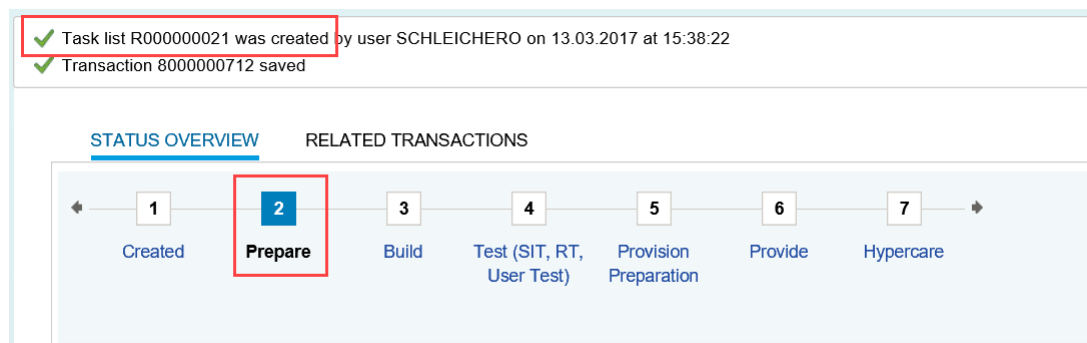 Task list R000000021 was created by user SCHLEICHERO on 13.03.2017 at 15:38:22
Transaction 8000000712 saved
STATUS OVERVIEW RELATED TRANSACTIONS
1 2 3 4 5 6 7
Created Prepare Build Test (SIT, RT, Provision Provide Hypercare
User Test) Preparation